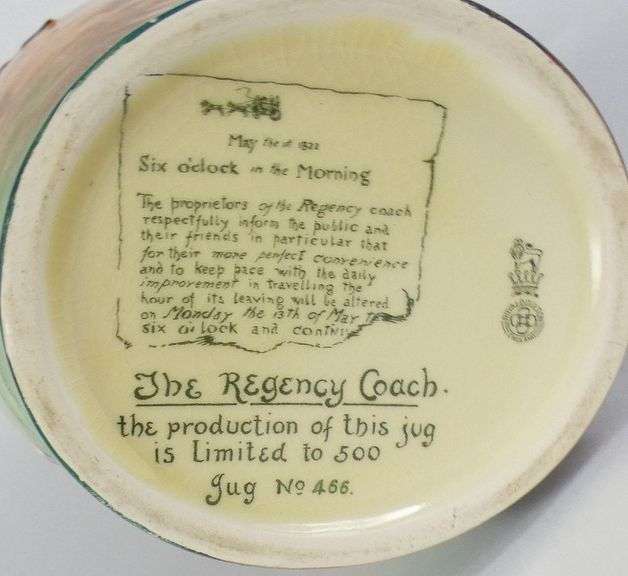 May the 1st 1822
Six o'clock in the Morning
The proprietors of the Regency coach
respectfully inform the public and
their friends in particular that
for their more perfect convenience
and to keep pace with the daily
improvement in travelling the
hour of its leaving will be altered
on Monday the 13th of May to
six o'clock and contin
The Regency Coach.
the production of this jug
is limited to 500
Jug No 466.